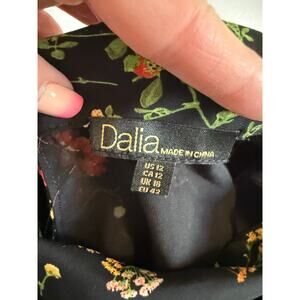 Dalia
MADE IN CHINA
US 12
CA 12
UK 16
EU 42